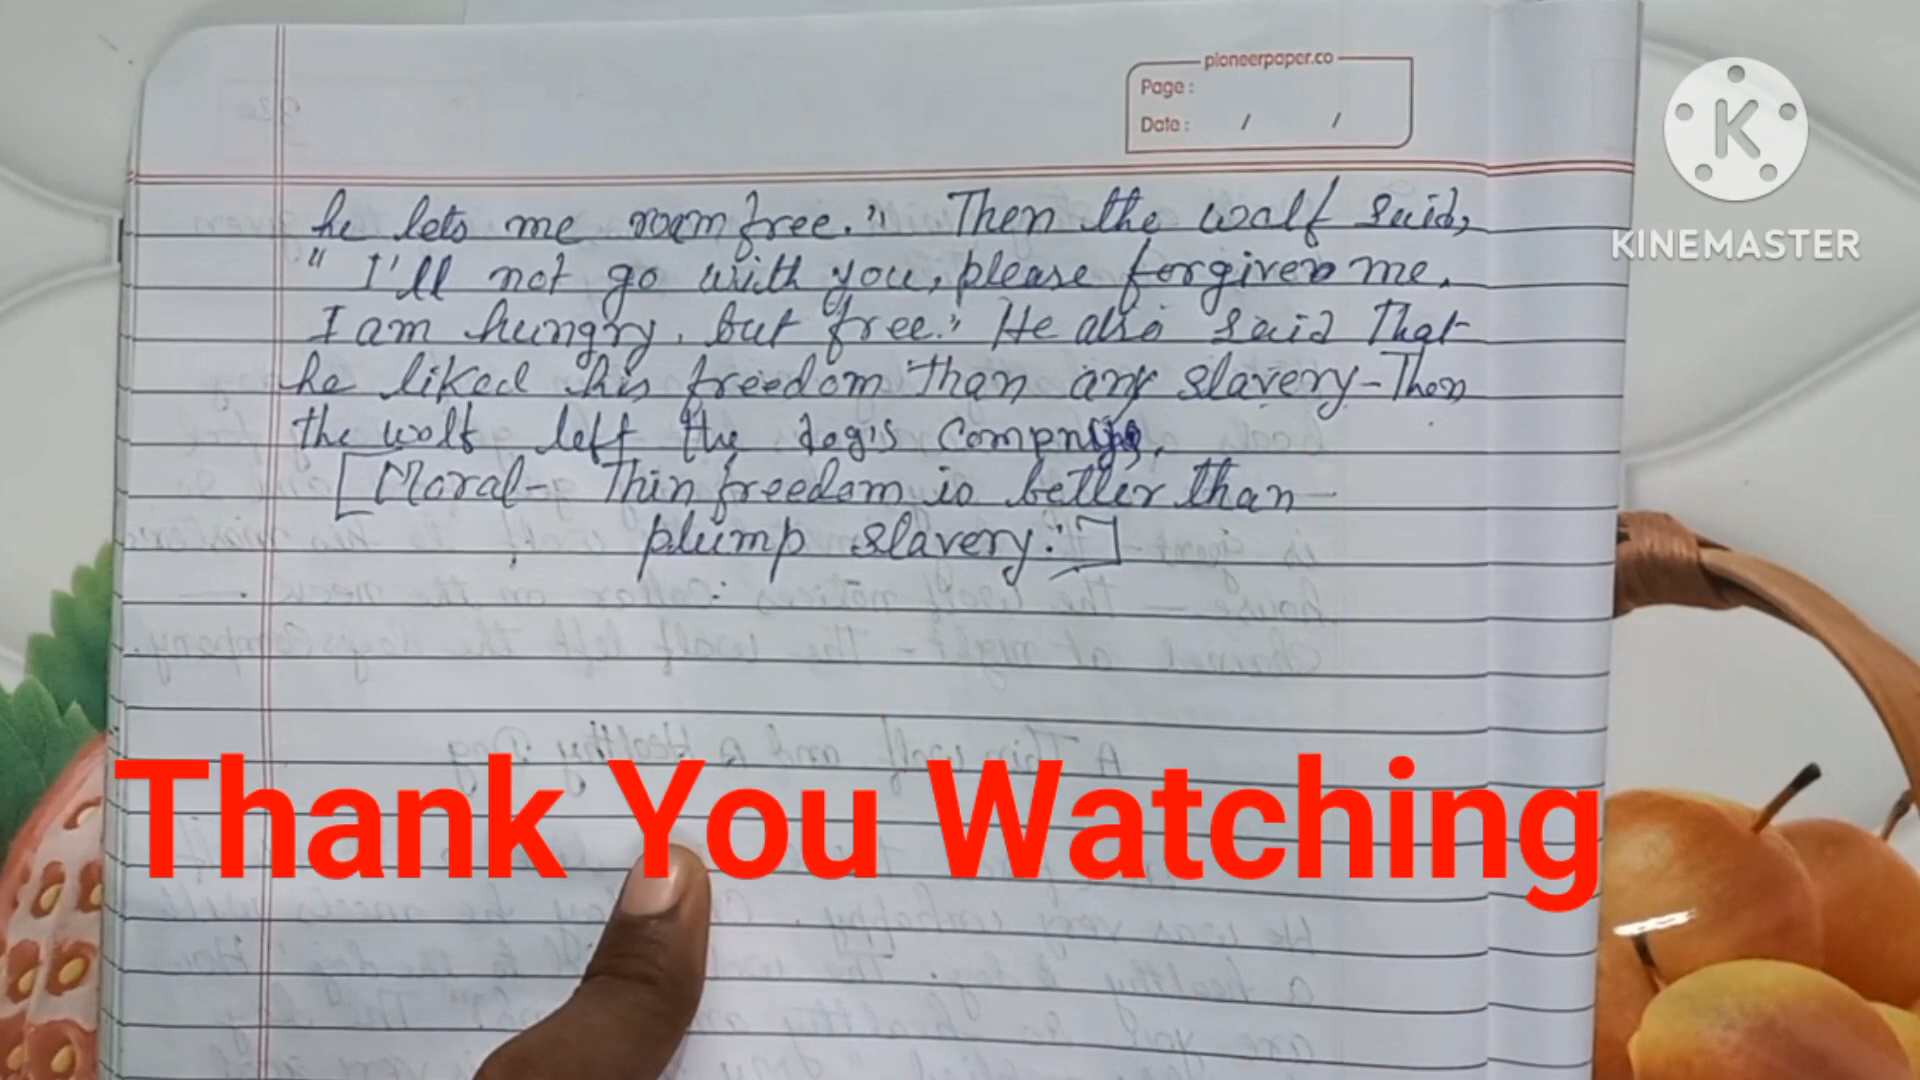 pioneerpaper.co
Page :
Date : / /
K
KINEMASTER
he lets me roam free." Then the walf said,
" I'll not go with you, please forgive me.
I am hungry, but free." He also said That
he liked his freedom than any slavery - Then
the wolf left the dog's
[Moral- Thin freedom is better than
plump slavery."]
Thank You Watching